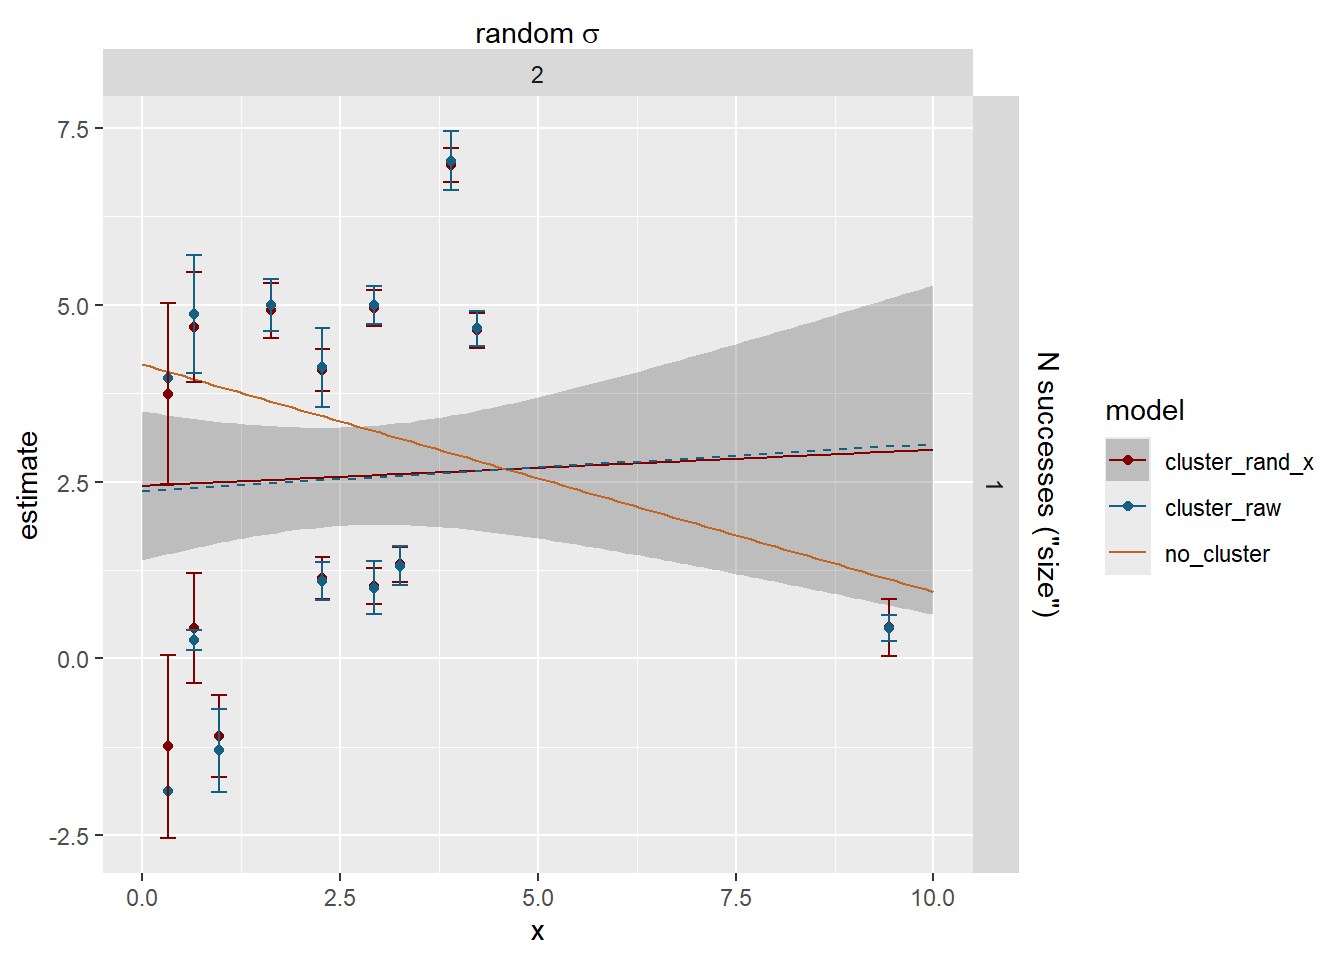 random σ
2
7.5
5.0
2.5
0.0
-2.5
estimate
0.0
2.5
5.0
7.5
10.0
x
1
N successes ("size")
model
cluster_rand_x
cluster_raw
no_cluster